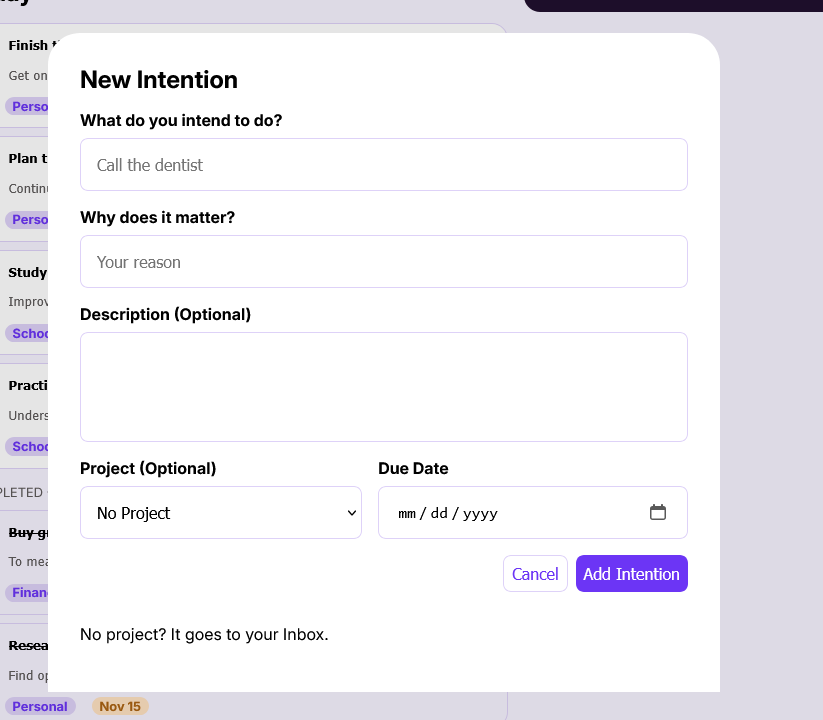 Finish
Get on
Perso
Plan t
Contin
Perso
Study
Improv
Schoo
Practi
Unders
Schoo
PLETED
Buy gr
To mea
Financ
Resea
Find op
Personal Nov 15
New Intention
What do you intend to do?
Call the dentist
Why does it matter?
Your reason
Description (Optional)
Project (Optional) Due Date
No Project mm/dd/yyyy
Cancel Add Intention
No project? It goes to your Inbox.